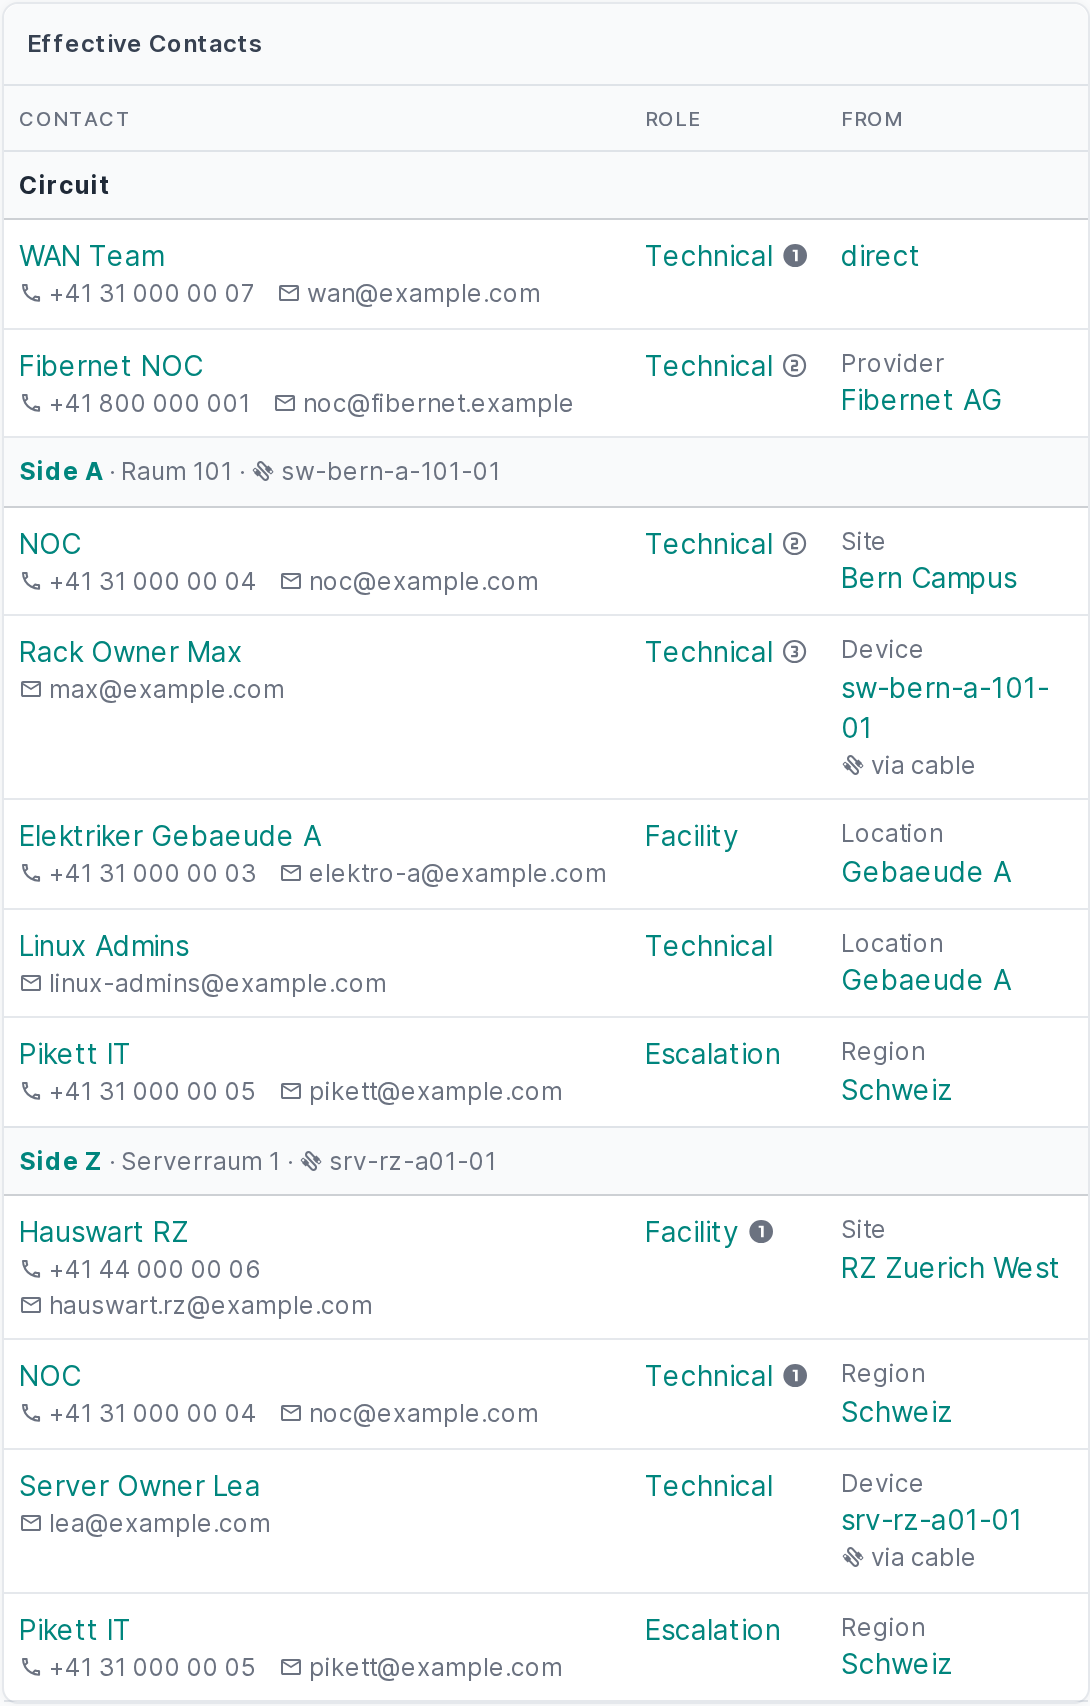 Effective Contacts
CONTACT ROLE FROM
Circuit
WAN Team Technical 1 direct
+41 31 000 00 07 wan@example.com
Fibernet NOC Technical 2 Provider
+41 800 000 001 noc@fibernet.example Fibernet AG
Side A · Raum 101 · sw-bern-a-101-01
NOC Technical 2 Site
+41 31 000 00 04 noc@example.com Bern Campus
Rack Owner Max Technical 3 Device
max@example.com sw-bern-a-101-
01
via cable
Elektriker Gebaeude A Facility Location
+41 31 000 00 03 elektro-a@example.com Gebaeude A
Linux Admins Technical Location
linux-admins@example.com Gebaeude A
Pikett IT Escalation Region
+41 31 000 00 05 pikett@example.com Schweiz
Side Z · Serverraum 1 · srv-rz-a01-01
Hauswart RZ Facility 1 Site
+41 44 000 00 06 RZ Zuerich West
hauswart.rz@example.com
NOC Technical 1 Region
+41 31 000 00 04 noc@example.com Schweiz
Server Owner Lea Technical Device
lea@example.com srv-rz-a01-01
via cable
Pikett IT Escalation Region
+41 31 000 00 05 pikett@example.com Schweiz